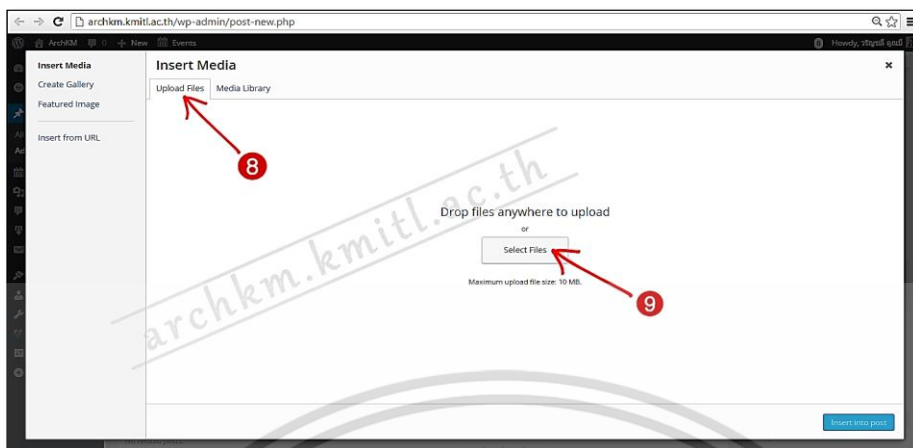 archkm.kmitl.ac.th/wp-admin/post-new.php
ArchKM 0 + New Events
Howdy,
Insert Media
Create Gallery
Featured Image
Insert from URL
Insert Media
Upload Files Media Library
8
Drop files anywhere to upload
or
Select Files
Maximum upload file size: 10 MB.
9
archkm.kmitl.ac.th
Insert into post